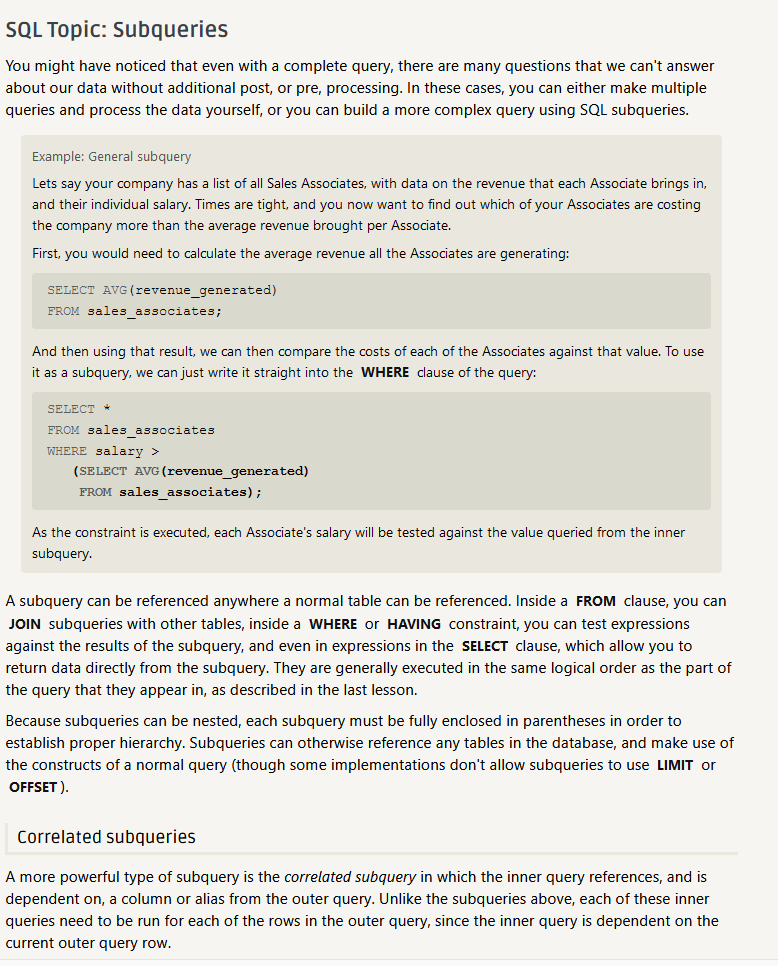 SQL Topic: Subqueries
You might have noticed that even with a complete query, there are many questions that we can't answer
about our data without additional post, or pre, processing. In these cases, you can either make multiple
queries and process the data yourself, or you can build a more complex query using SQL subqueries.
Example: General subquery
Lets say your company has a list of all Sales Associates, with data on the revenue that each Associate brings in,
and their individual salary. Times are tight, and you now want to find out which of your Associates are costing
the company more than the average revenue brought per Associate.
First, you would need to calculate the average revenue all the Associates are generating:
SELECT AVG(revenue_generated)
FROM sales_associates;
And then using that result, we can then compare the costs of each of the Associates against that value. To use
it as a subquery, we can just write it straight into the WHERE clause of the query:
SELECT *
FROM sales_associates
WHERE salary >
(SELECT AVG(revenue_generated)
FROM sales_associates);
As the constraint is executed, each Associate's salary will be tested against the value queried from the inner
subquery.
A subquery can be referenced anywhere a normal table can be referenced. Inside a FROM clause, you can
JOIN subqueries with other tables, inside a WHERE or HAVING constraint, you can test expressions
against the results of the subquery, and even in expressions in the SELECT clause, which allow you to
return data directly from the subquery. They are generally executed in the same logical order as the part of
the query that they appear in, as described in the last lesson.
Because subqueries can be nested, each subquery must be fully enclosed in parentheses in order to
establish proper hierarchy. Subqueries can otherwise reference any tables in the database, and make use of
the constructs of a normal query (though some implementations don't allow subqueries to use LIMIT or
OFFSET).
Correlated subqueries
A more powerful type of subquery is the correlated subquery in which the inner query references, and is
dependent on, a column or alias from the outer query. Unlike the subqueries above, each of these inner
queries need to be run for each of the rows in the outer query, since the inner query is dependent on the
current outer query row.